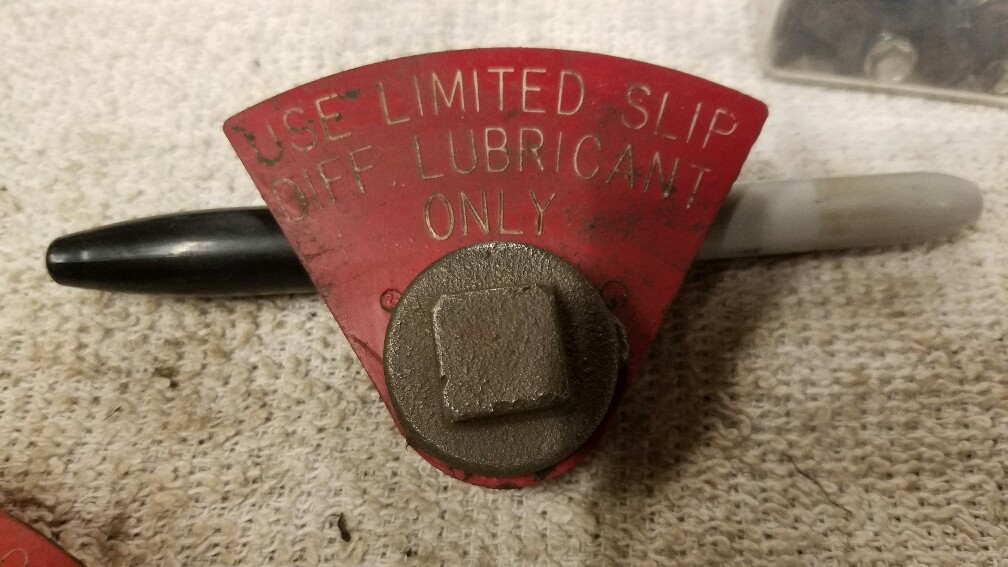 USE LIMITED SLIP
DIFF LUBRICANT
ONLY